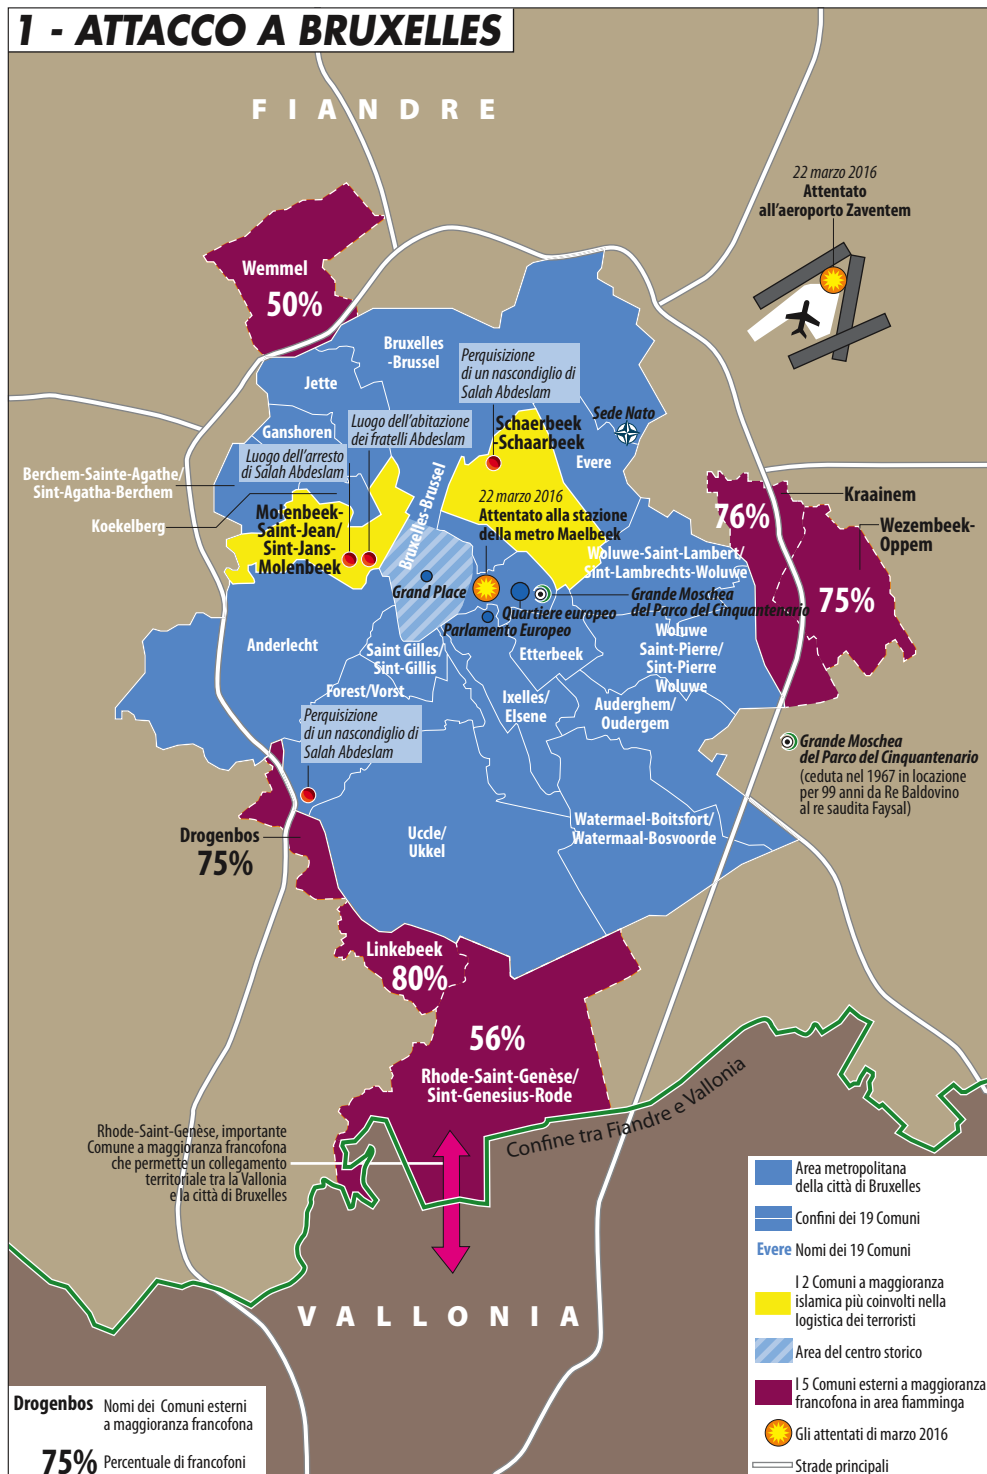 1 - ATTACCO A BRUXELLES
FIANDRE
22 marzo 2016
Attentato
all'aeroporto Zaventem
Wemmel
50%
Bruxelles
-Brussel
Perquisizione
di un nascondiglio di
Salah Abdeslam
Jette
Luogo dell'abitazione
dei fratelli Abdeslam
Sede Nato
Schaerbeek
-Schaarbeek
Ganshoren
Luogo dell'arresto
di Salah Abdeslam
Evere
Berchem-Sainte-Agathe/
Sint-Agatha-Berchem
Bruxelles-Brussel
Kraainem
76%
22 marzo 2016
Attentato alla stazione
della metro Maelbeek
Molenbeek-
Saint-Jean/
Sint-Jans-
Molenbeek
Koekelberg
Wezembeek-
Oppem
Woluwe-Saint-Lambert/
Sint-Lambrechts-Woluwe
75%
Grand Place
Grande Moschea
del Parco del Cinquantenario
Quartiere europeo
Parlamento Europeo
Anderlecht
Saint Gilles/
Sint-Gillis
Etterbeek
Woluwe
Saint-Pierre/
Sint-Pierre
Woluwe
Forest/Vorst
Ixelles/
Elsene
Auderghem/
Oudergem
Perquisizione
di un nascondiglio di
Salah Abdeslam
Grande Moschea
del Parco del Cinquantenario
(ceduta nel 1967 in locazione
per 99 anni da Re Baldovino
al re saudita Faysal)
Drogenbos
75%
Uccle/
Ukkel
Watermael-Boitsfort/
Watermaal-Bosvoorde
Linkebeek
80%
56%
Rhode-Saint-Genèse/
Sint-Genesius-Rode
Confine tra Fiandre e Vallonia
Rhode-Saint-Genèse, importante
Comune a maggioranza francofona
che permette un collegamento
territoriale tra la Vallonia
e la città di Bruxelles
VALLONIA
Area metropolitana
della città di Bruxelles
Confini dei 19 Comuni
Evere Nomi dei 19 Comuni
I 2 Comuni a maggioranza
islamica più coinvolti nella
logistica dei terroristi
Area del centro storico
I 5 Comuni esterni a maggioranza
francofona in area fiamminga
Gli attentati di marzo 2016
Strade principali
Drogenbos Nomi dei Comuni esterni
a maggioranza francofona
75% Percentuale di francofoni